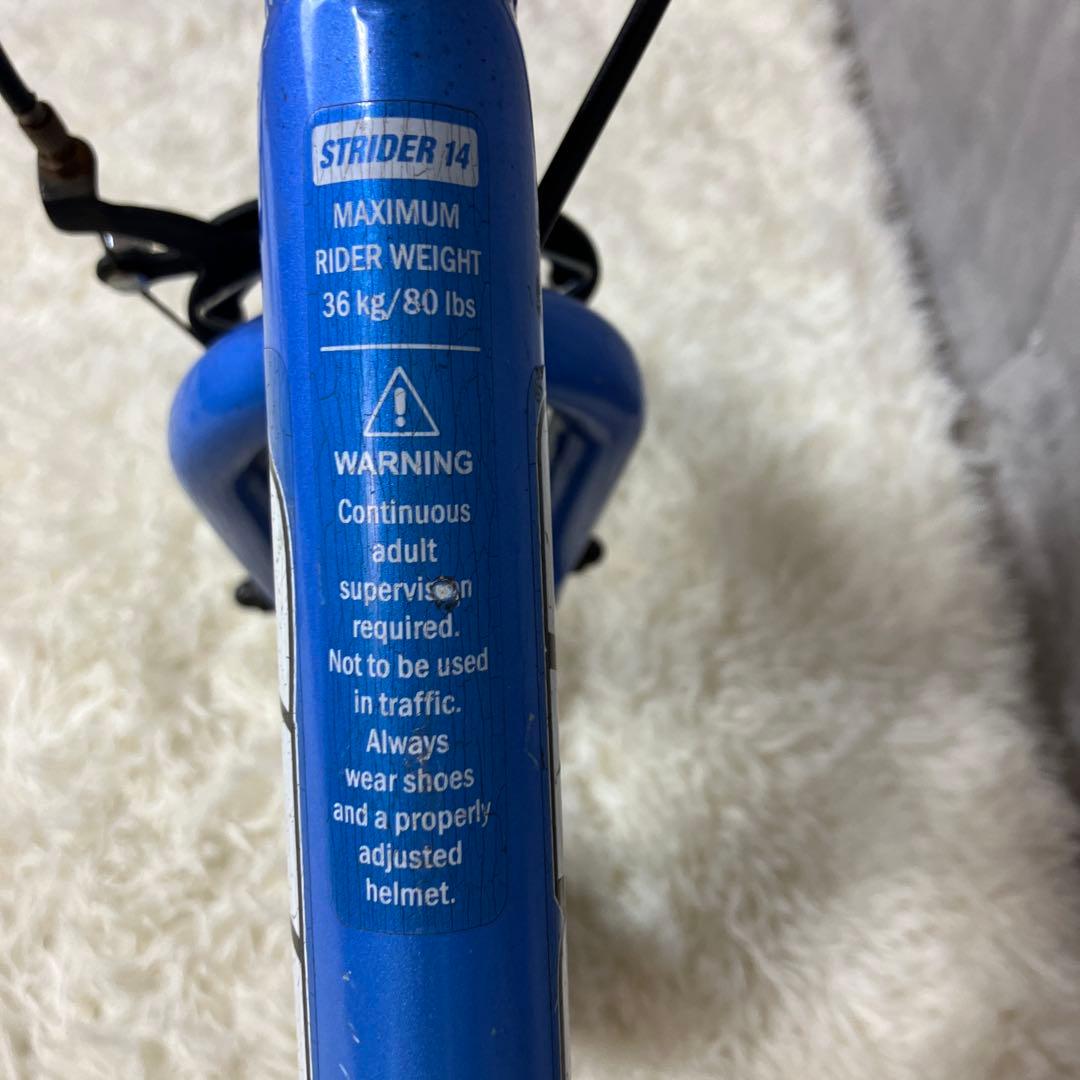 STRIDER 14
MAXIMUM
RIDER WEIGHT
36 kg/80 lbs
WARNING
Continuous
adult
supervision
required.
Not to be used
in traffic.
Always
wear shoes
and a properly
adjusted
helmet.